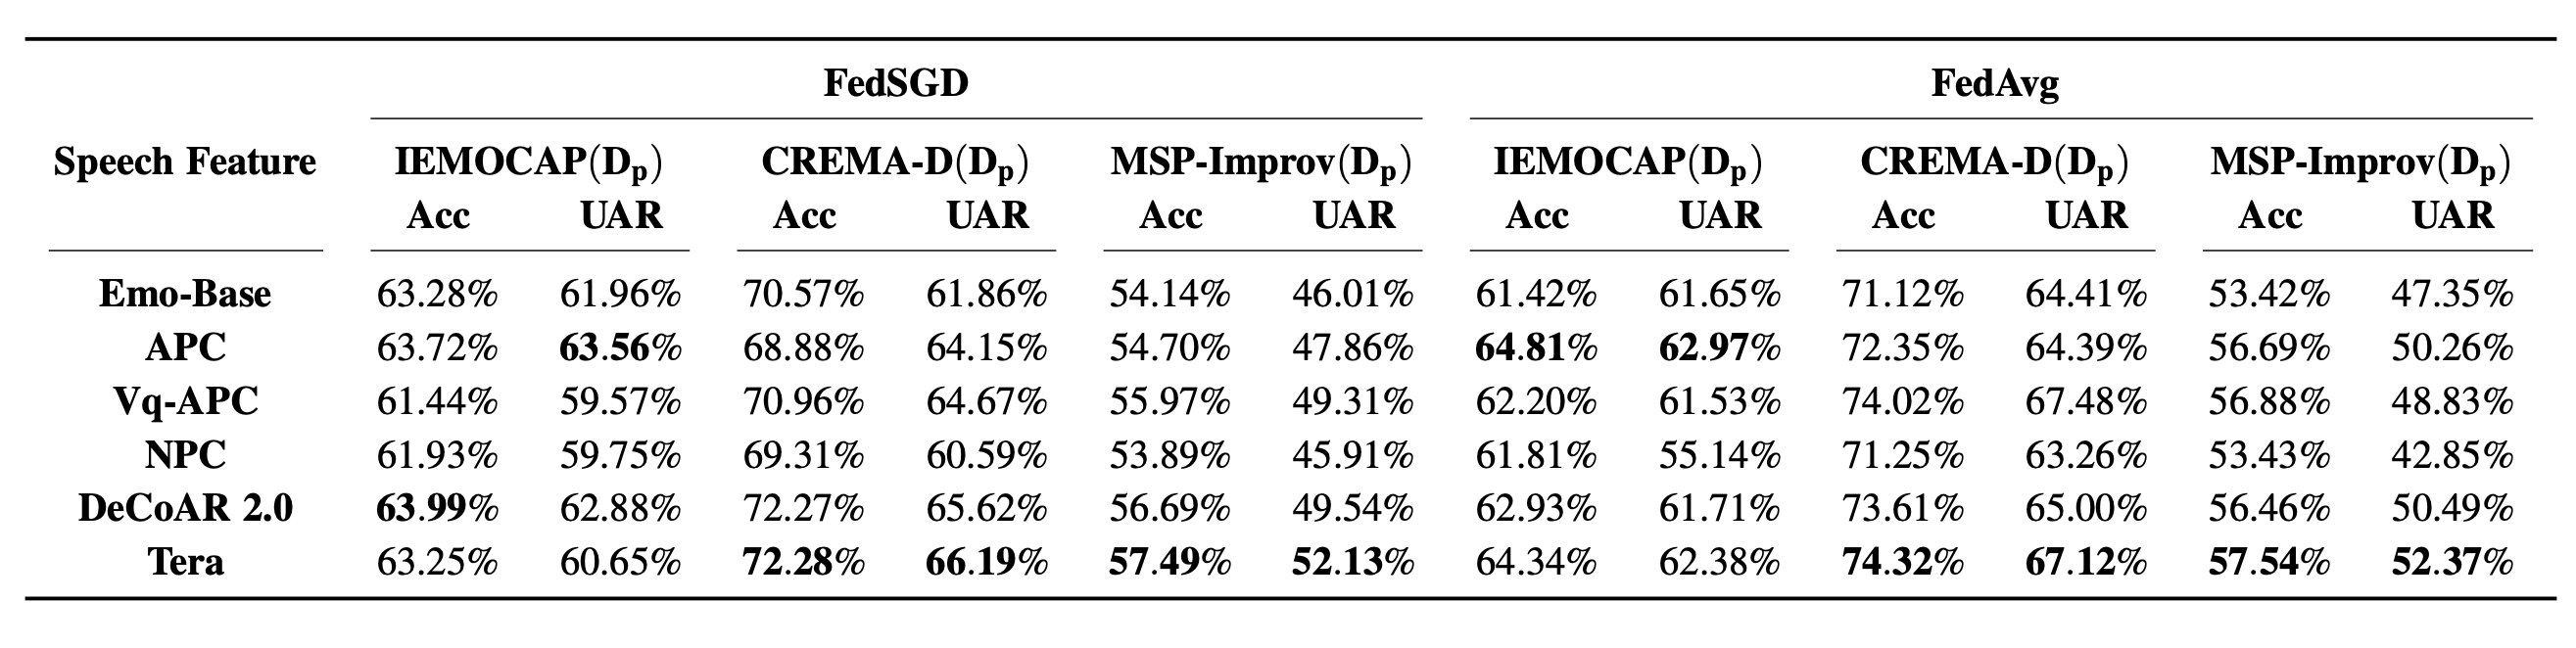 FedSGD FedAvg
Speech Feature IEMOCAP(Dp) CREMA-D(Dp) MSP-Improv(Dp) IEMOCAP(Dp) CREMA-D(Dp) MSP-Improv(Dp)
Acc UAR Acc UAR Acc UAR Acc UAR Acc UAR Acc UAR
Emo-Base 63.28% 61.96% 70.57% 61.86% 54.14% 46.01% 61.42% 61.65% 71.12% 64.41% 53.42% 47.35%
APC 63.72% 63.56% 68.88% 64.15% 54.70% 47.86% 64.81% 62.97% 72.35% 64.39% 56.69% 50.26%
Vq-APC 61.44% 59.57% 70.96% 64.67% 55.97% 49.31% 62.20% 61.53% 74.02% 67.48% 56.88% 48.83%
NPC 61.93% 59.75% 69.31% 60.59% 53.89% 45.91% 61.81% 55.14% 71.25% 63.26% 53.43% 42.85%
DeCoAR 2.0 63.99% 62.88% 72.27% 65.62% 56.69% 49.54% 62.93% 61.71% 73.61% 65.00% 56.46% 50.49%
Tera 63.25% 60.65% 72.28% 66.19% 57.49% 52.13% 64.34% 62.38% 74.32% 67.12% 57.54% 52.37%